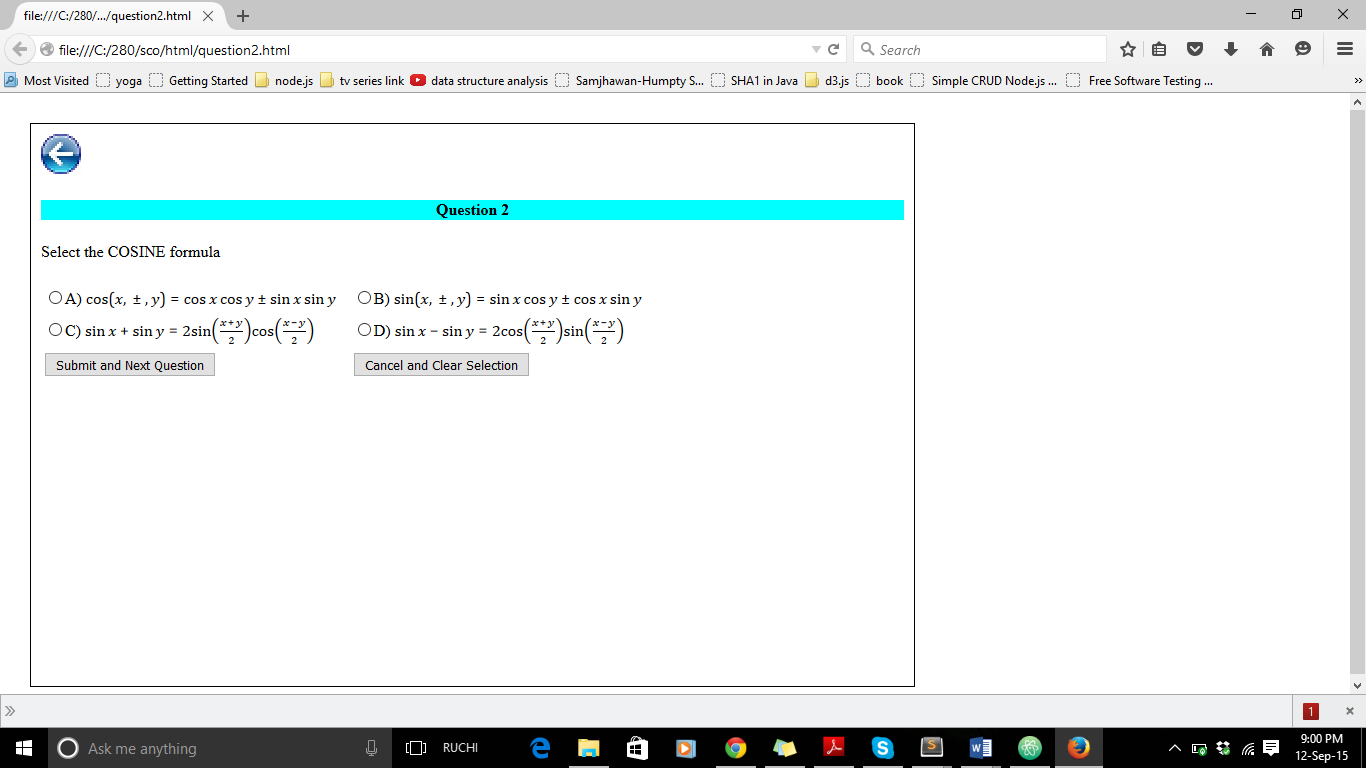 file:///C:/280/.../question2.html
file:///C:/280/sco/html/question2.html
Search
Most Visited yoga Getting Started node.js tv series link data structure analysis Samjhawan-Humpty S... SHA1 in Java d3.js book Simple CRUD Node.js ... Free Software Testing ...
Question 2
Select the COSINE formula
A) cos(x, ± , y) = cos x cos y ± sin x sin y B) sin(x, ± , y) = sin x cos y ± cos x sin y
C) sin x + sin y = 2sin(x+y/2)cos(x−y/2) D) sin x − sin y = 2cos(x+y/2)sin(x−y/2)
Submit and Next Question Cancel and Clear Selection
1
Ask me anything RUCHI 9:00 PM
12-Sep-15